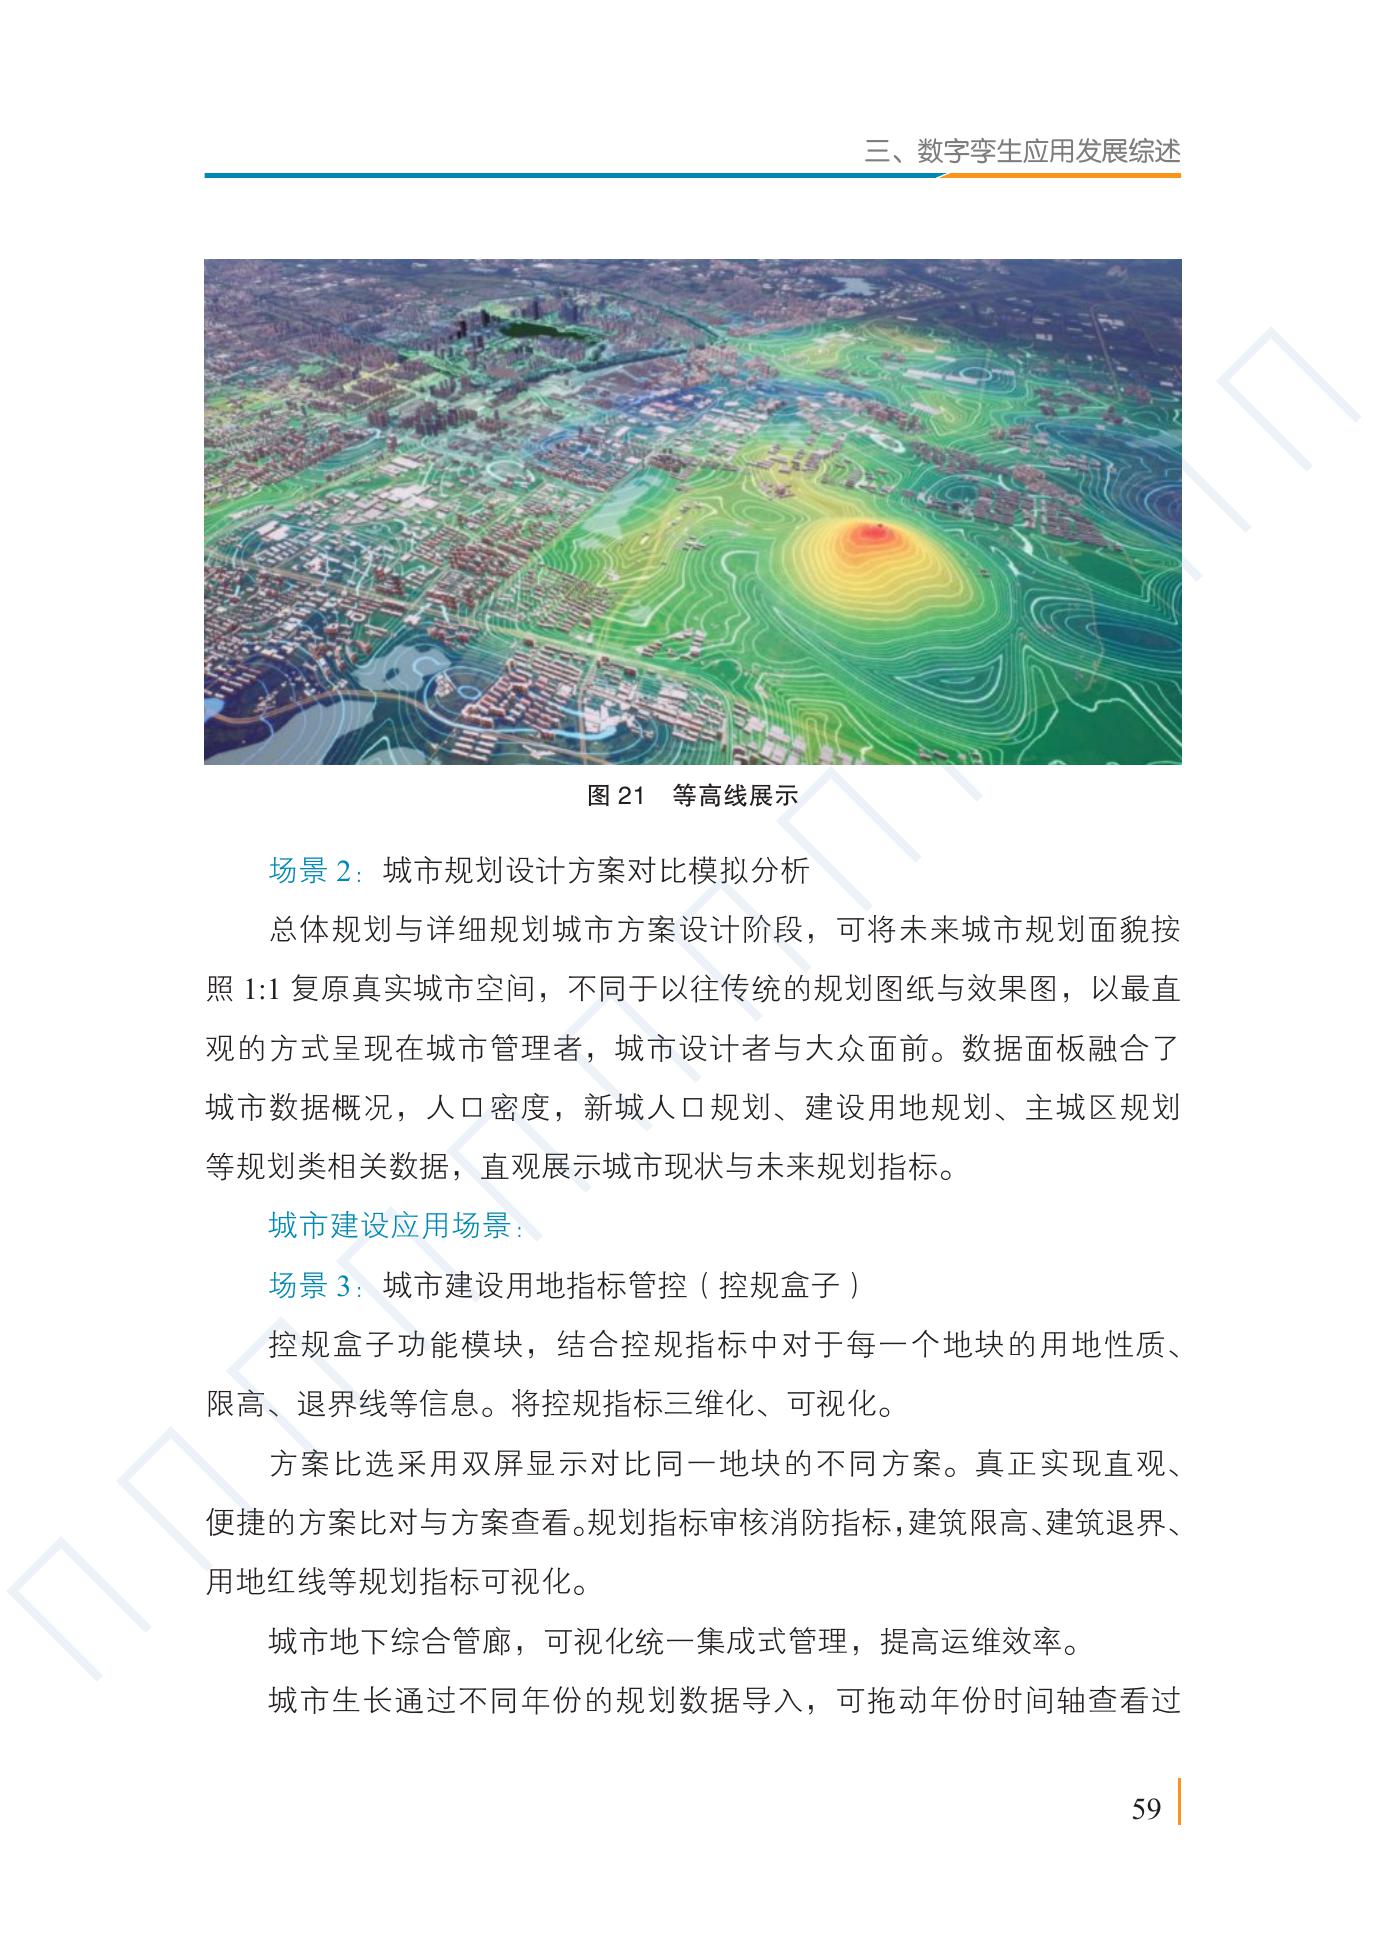 三、数字孪生应用发展综述
图 21 等高线展示
场景 2：城市规划设计方案对比模拟分析
总体规划与详细规划城市方案设计阶段，可将未来城市规划面貌按
照 1:1 复原真实城市空间，不同于以往传统的规划图纸与效果图，以最直
观的方式呈现在城市管理者，城市设计者与大众面前。数据面板融合了
城市数据概况，人口密度，新城人口规划、建设用地规划、主城区规划
等规划类相关数据，直观展示城市现状与未来规划指标。
城市建设应用场景：
场景 3：城市建设用地指标管控（控规盒子）
控规盒子功能模块，结合控规指标中对于每一个地块的用地性质、
限高、退界线等信息。将控规指标三维化、可视化。
方案比选采用双屏显示对比同一地块的不同方案。真正实现直观、
便捷的方案比对与方案查看。规划指标审核消防指标，建筑限高、建筑退界、
用地红线等规划指标可视化。
城市地下综合管廊，可视化统一集成式管理，提高运维效率。
城市生长通过不同年份的规划数据导入，可拖动年份时间轴查看过
59